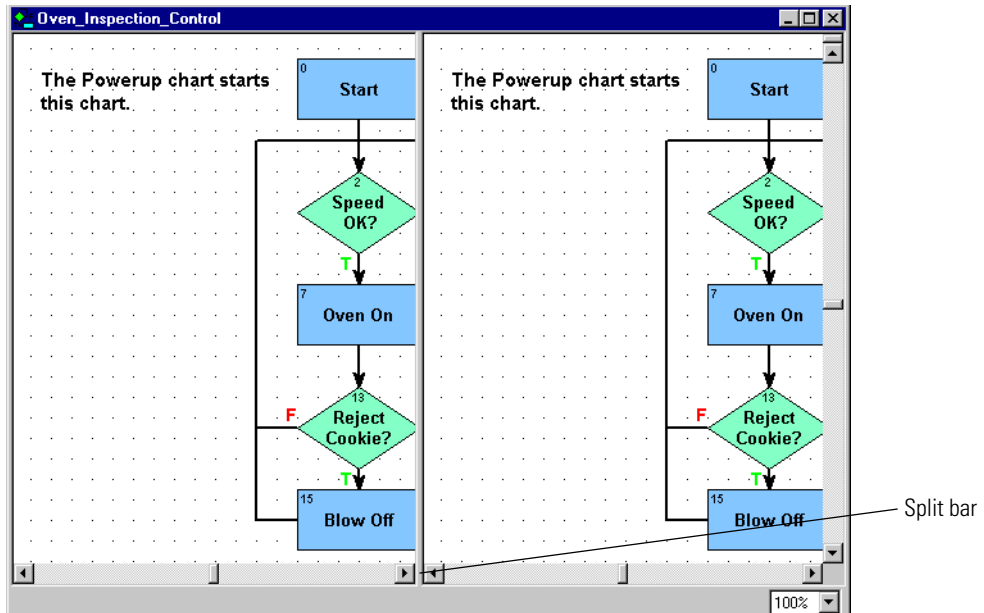 Oven_Inspection_Control
The Powerup chart starts
this chart.
0
Start
2
Speed
OK?
T
7
Oven On
13
F
Reject
Cookie?
T
15
Blow Off
The Powerup chart starts
this chart.
0
Start
2
Speed
OK?
T
7
Oven On
13
F
Reject
Cookie?
T
15
Blow Off
Split bar
100%